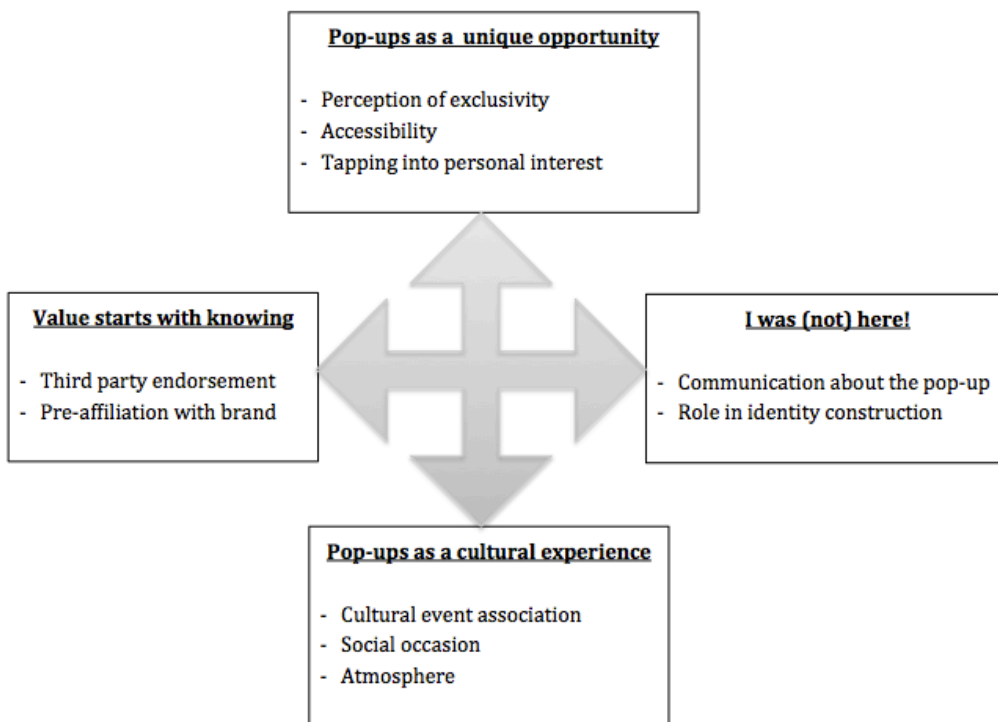 Pop-ups as a unique opportunity
- Perception of exclusivity
- Accessibility
- Tapping into personal interest
Value starts with knowing
- Third party endorsement
- Pre-affiliation with brand
I was (not) here!
- Communication about the pop-up
- Role in identity construction
Pop-ups as a cultural experience
- Cultural event association
- Social occasion
- Atmosphere